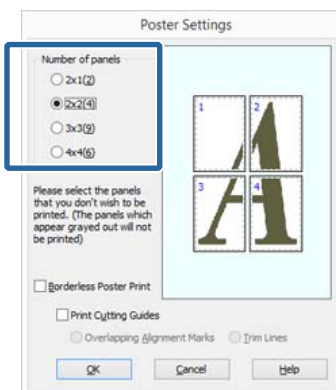 Poster Settings
Number of panels
2x1(2)
2x2(4)
3x3(9)
4x4(6)
1 2
3 4
Please select the panels
that you don't wish to be
printed. (The panels which
appear grayed out will not
be printed)
Borderless Poster Print
Print Cutting Guides
Overlapping Alignment Marks Trim Lines
OK Cancel Help